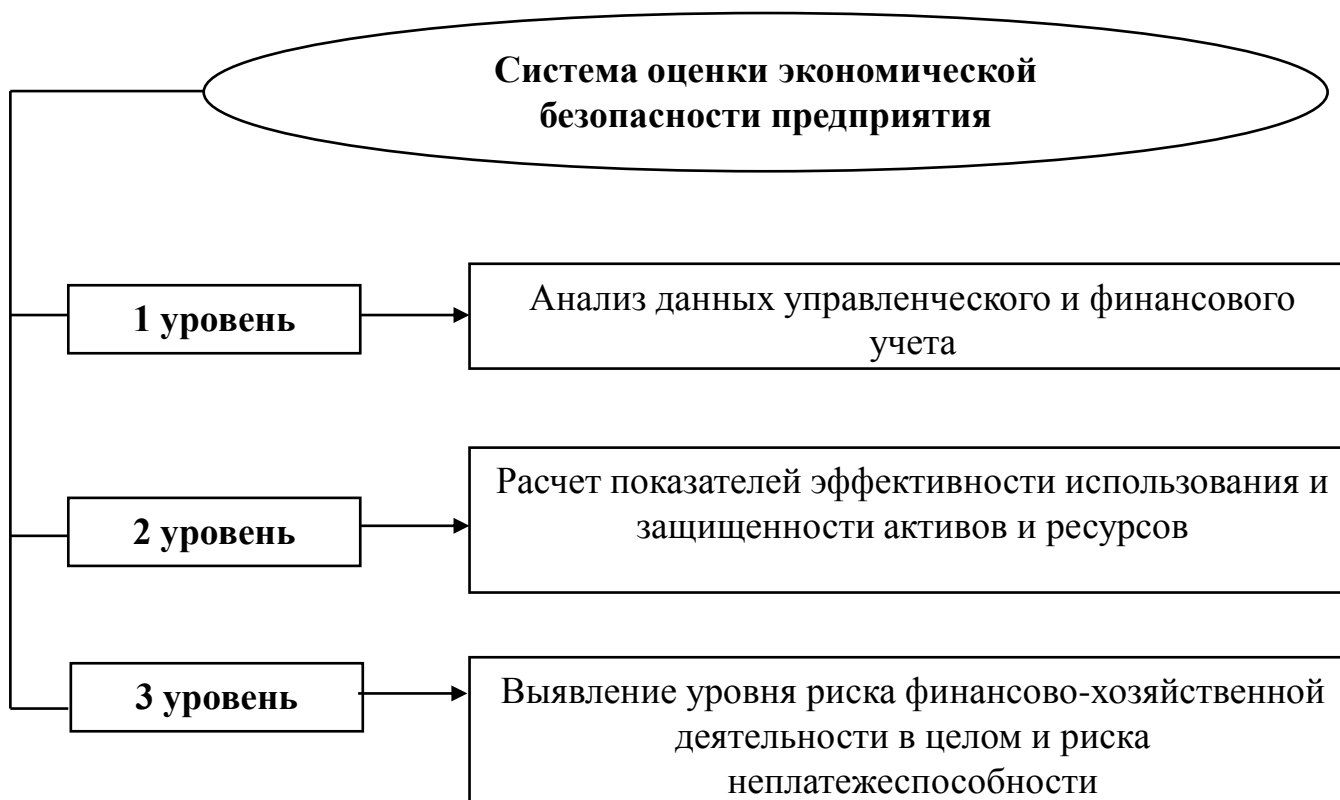 Система оценки экономической
безопасности предприятия
1 уровень
Анализ данных управленческого и финансового
учета
2 уровень
Расчет показателей эффективности использования и
защищенности активов и ресурсов
3 уровень
Выявление уровня риска финансово-хозяйственной
деятельности в целом и риска
неплатежеспособности